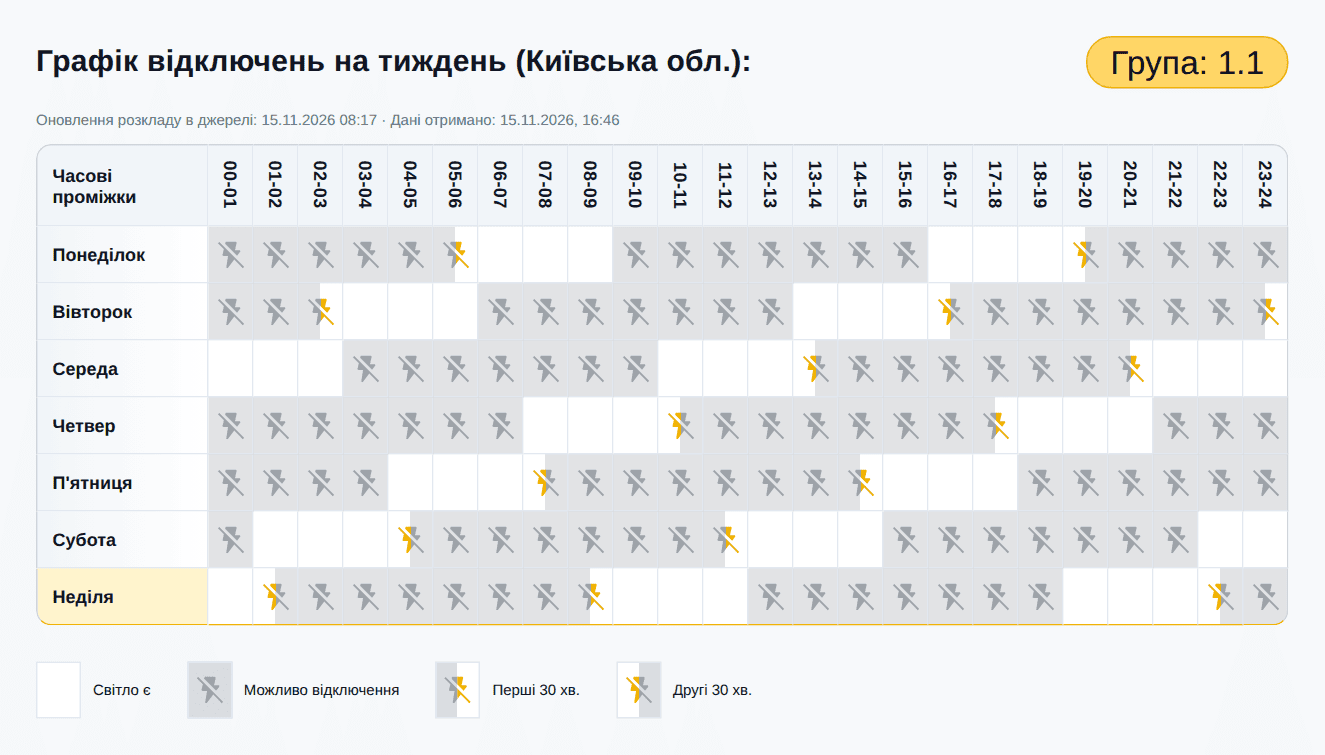 Графік відключень на тиждень (Київська обл.):
Група: 1.1
Оновлення розкладу в джерелі: 15.11.2026 08:17 · Дані отримано: 15.11.2026, 16:46
Часові
проміжки
00-01
01-02
02-03
03-04
04-05
05-06
06-07
07-08
08-09
09-10
10-11
11-12
12-13
13-14
14-15
15-16
16-17
17-18
18-19
19-20
20-21
21-22
22-23
23-24
Понеділок
Вівторок
Середа
Четвер
П'ятниця
Субота
Неділя
Світло є
Можливо відключення
Перші 30 хв.
Другі 30 хв.